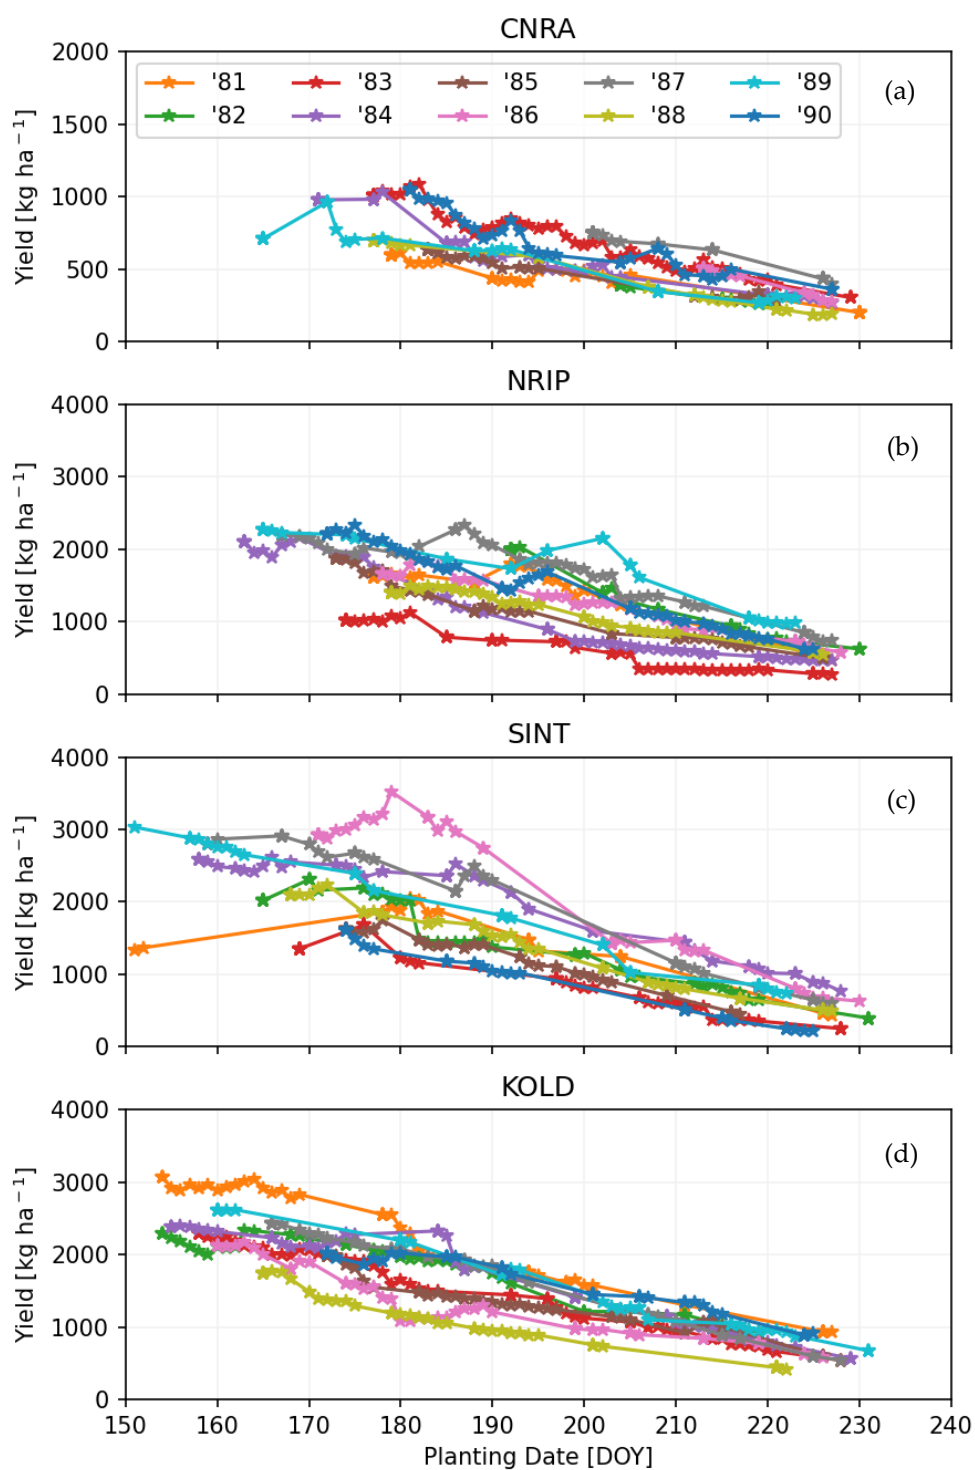 CNRA
2000
1500
1000
500
0
Yield [kg ha⁻¹]
'81 '83 '85 '87 '89
'82 '84 '86 '88 '90
(a)
NRIP
4000
3000
2000
1000
0
Yield [kg ha⁻¹]
(b)
SINT
4000
3000
2000
1000
0
Yield [kg ha⁻¹]
(c)
KOLD
4000
3000
2000
1000
0
Yield [kg ha⁻¹]
(d)
150 160 170 180 190 200 210 220 230 240
Planting Date [DOY]